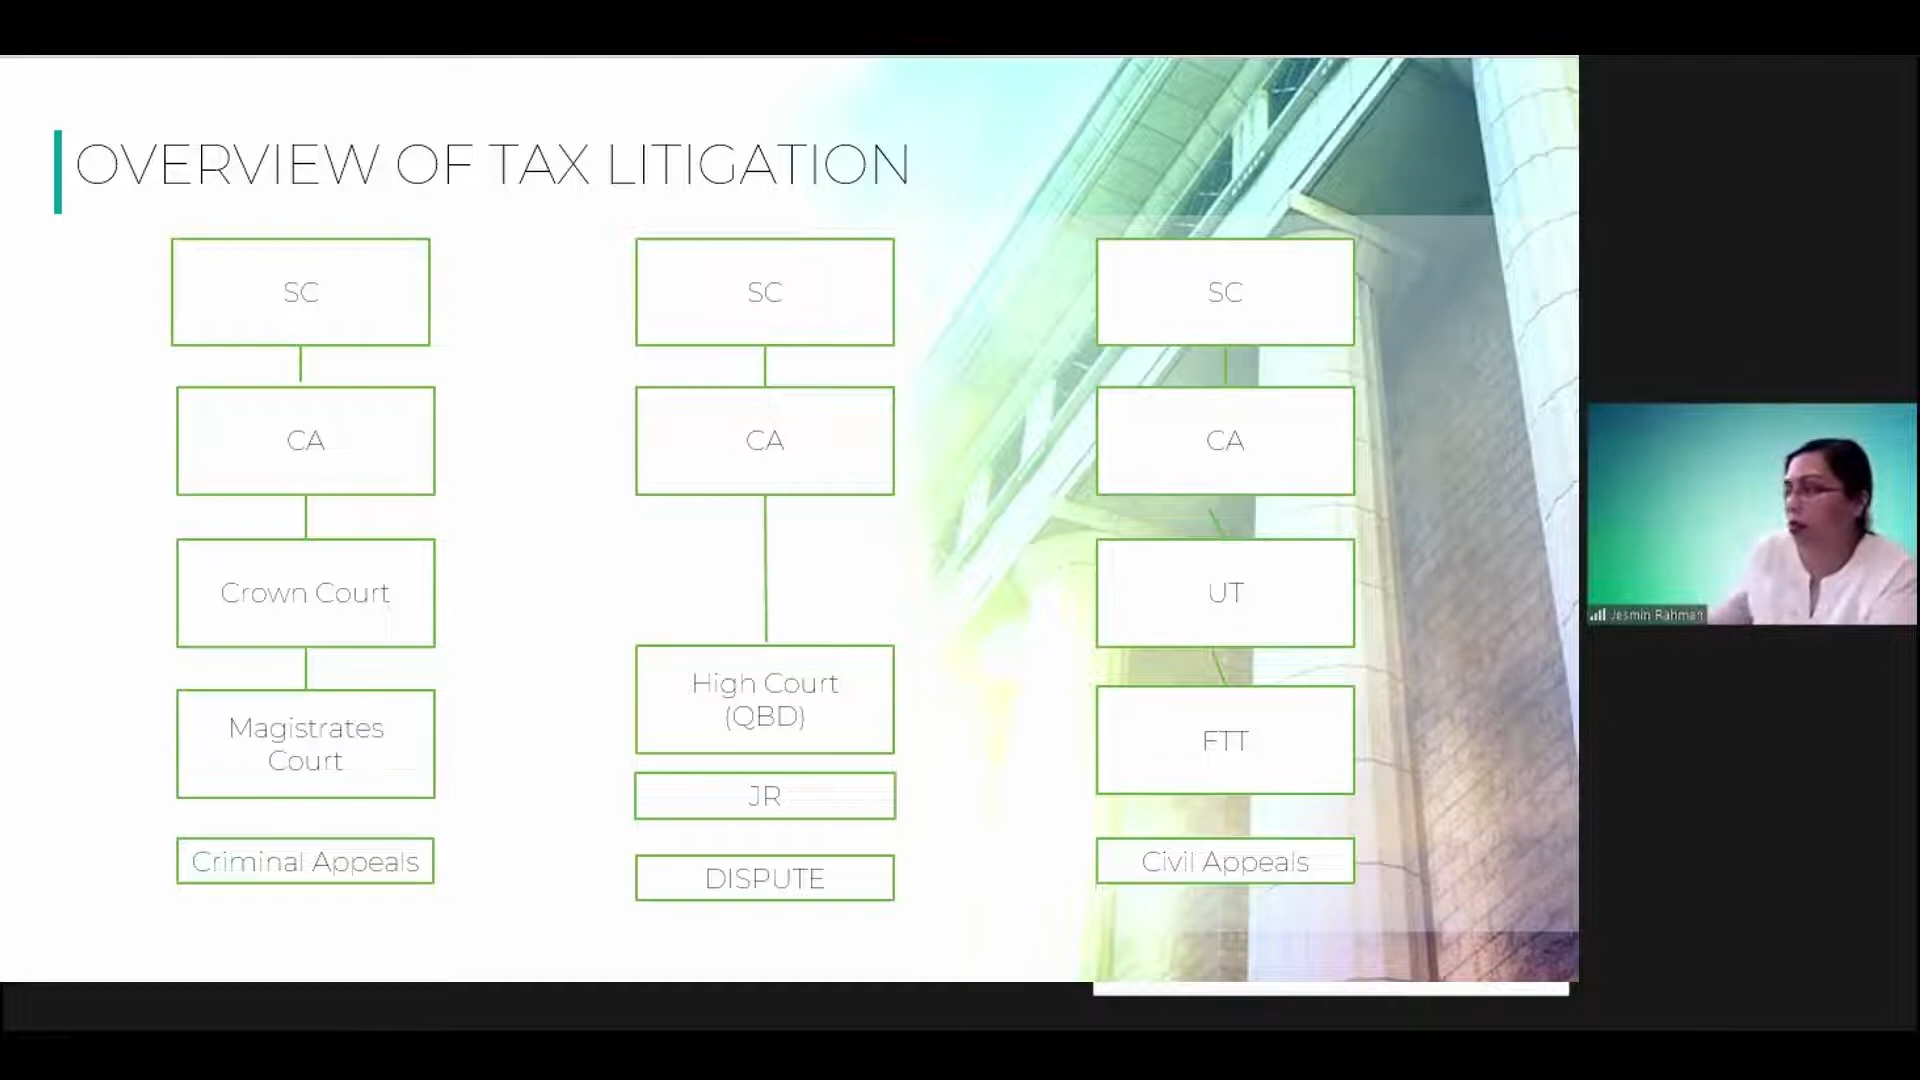 OVERVIEW OF TAX LITIGATION
SC
CA
Crown Court
Magistrates
Court
Criminal Appeals
SC
CA
High Court
(QBD)
JR
DISPUTE
SC
CA
UT
FTT
Civil Appeals
Jesmin Rahman